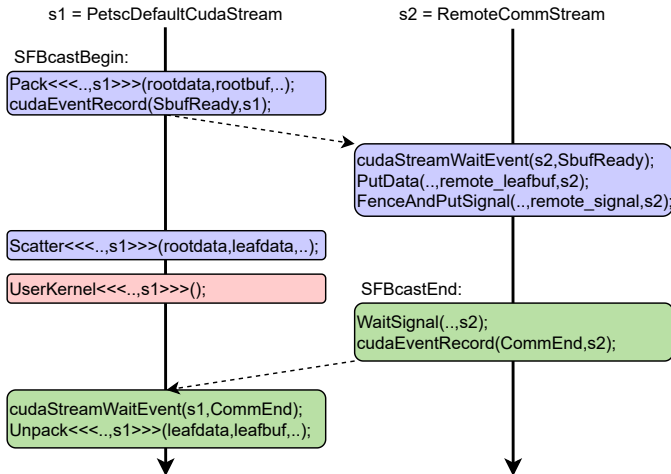 s1 = PetscDefaultCudaStream
s2 = RemoteCommStream
SFBcastBegin:
Pack<<<..,s1>>>(rootdata,rootbuf,..);
cudaEventRecord(SbufReady,s1);
cudaStreamWaitEvent(s2,SbufReady);
PutData(..,remote_leafbuf,s2);
FenceAndPutSignal(..,remote_signal,s2);
Scatter<<<..,s1>>>(rootdata,leafdata,..);
UserKernel<<<..,s1>>>();
SFBcastEnd:
WaitSignal(..,s2);
cudaEventRecord(CommEnd,s2);
cudaStreamWaitEvent(s1,CommEnd);
Unpack<<<..,s1>>>(leafdata,leafbuf,..);